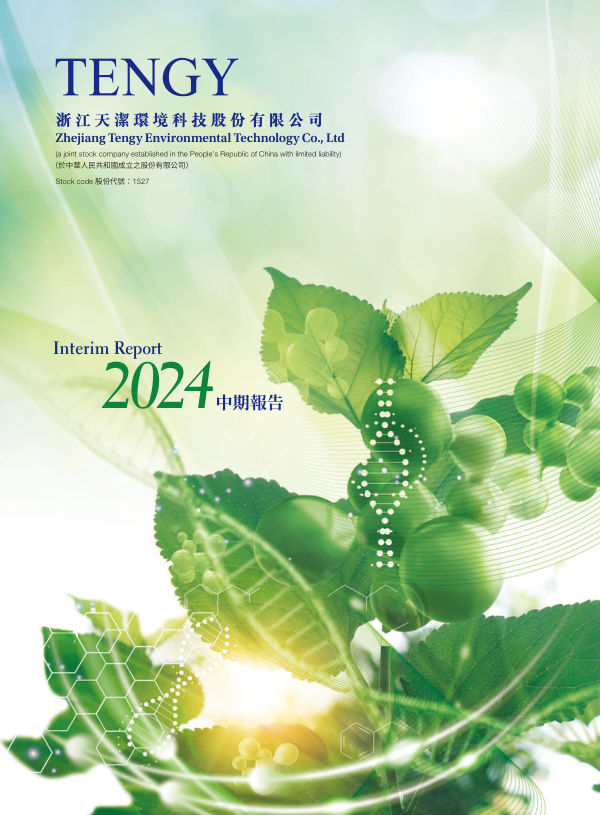 TENGY
浙江天潔環境科技股份有限公司
Zhejiang Tengy Environmental Technology Co., Ltd
(a joint stock company established in the People's Republic of China with limited liability)
(於中華人民共和國成立之股份有限公司)
Stock code 股份代號：1527
Interim Report
2024 中期報告